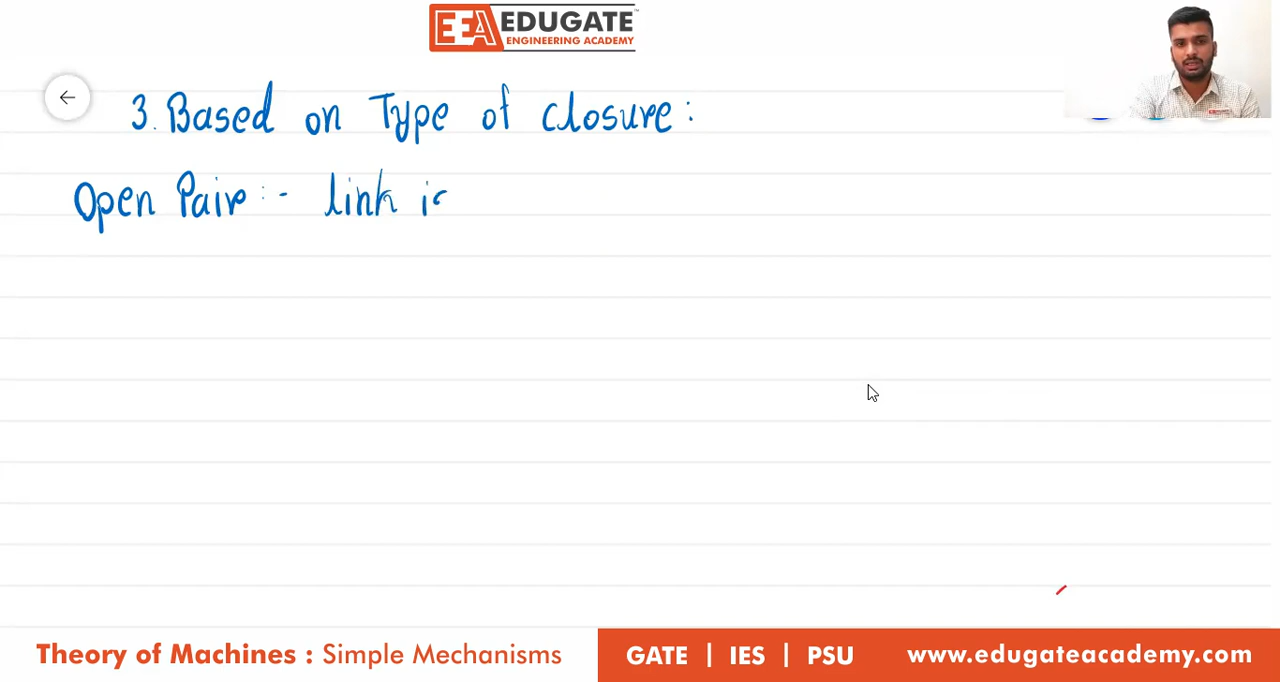 EEA EDUGATE
ENGINEERING ACADEMY
3. Based on Type of closure:
Open Pair :- link is
Theory of Machines : Simple Mechanisms
GATE | IES | PSU
www.edugateacademy.com